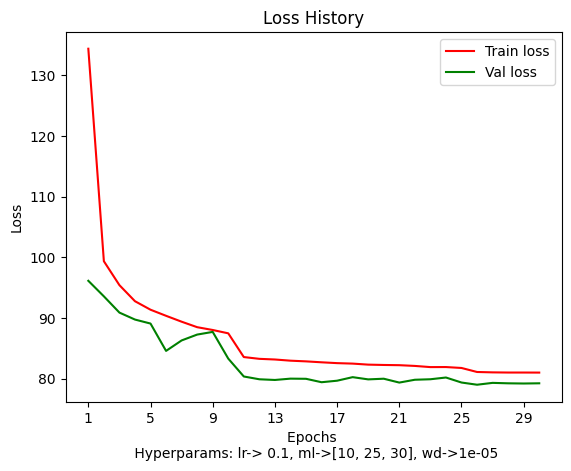 Loss History
Train loss
Val loss
130
120
110
100
90
80
Loss
1 5 9 13 17 21 25 29
Epochs
Hyperparams: lr-> 0.1, ml->[10, 25, 30], wd->1e-05